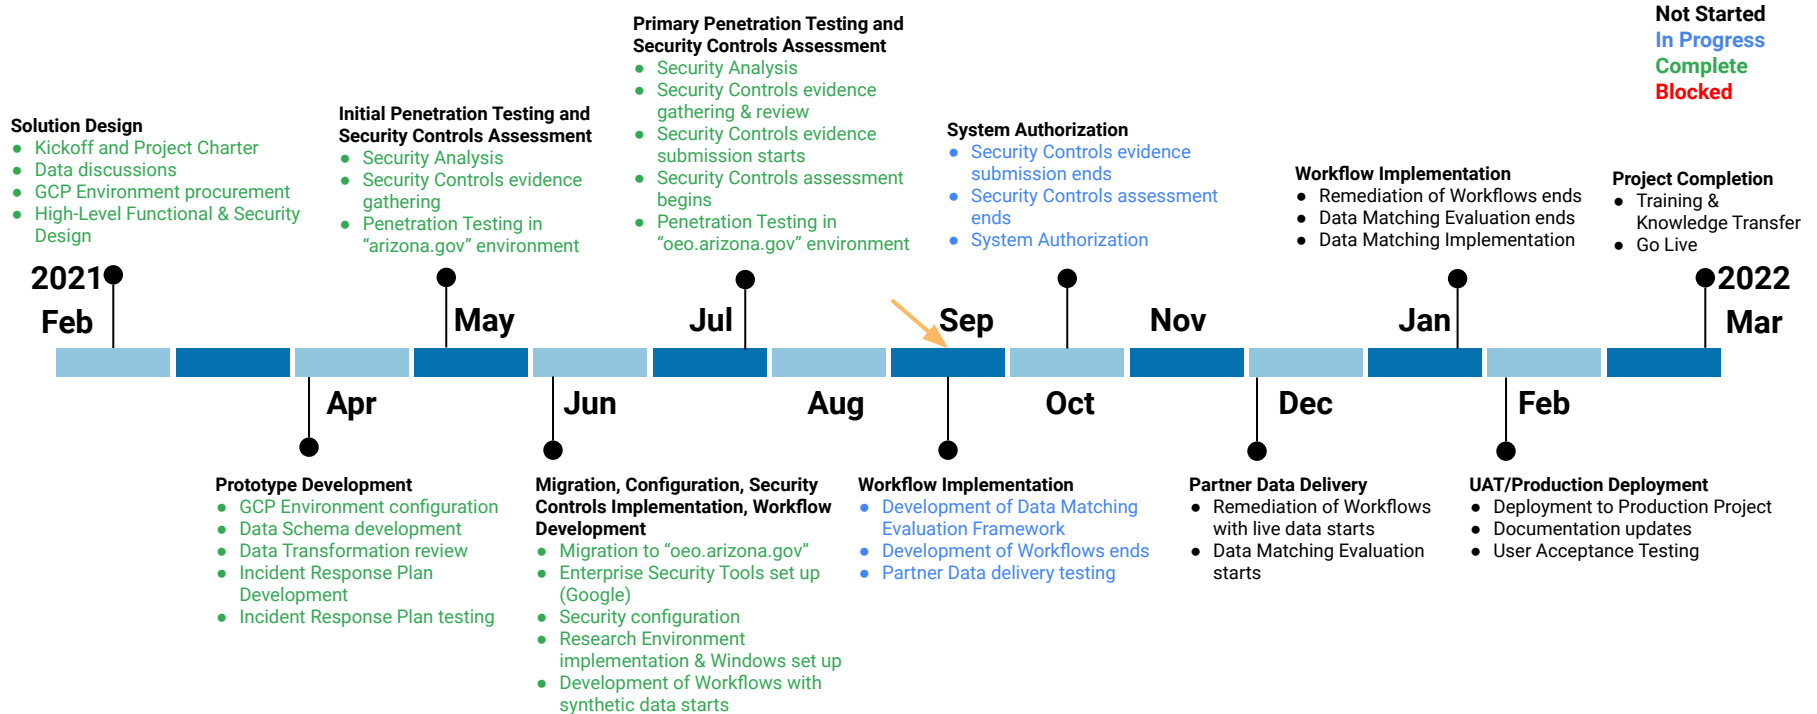 Not Started
In Progress
Complete
Blocked
Solution Design
● Kickoff and Project Charter
● Data discussions
● GCP Environment procurement
● High-Level Functional & Security
Design
Initial Penetration Testing and
Security Controls Assessment
● Security Analysis
● Security Controls evidence
gathering
● Penetration Testing in
“arizona.gov” environment
Primary Penetration Testing and
Security Controls Assessment
● Security Analysis
● Security Controls evidence
gathering & review
● Security Controls evidence
submission starts
● Security Controls assessment
begins
● Penetration Testing in
“oeo.arizona.gov” environment
System Authorization
● Security Controls evidence
submission ends
● Security Controls assessment
ends
● System Authorization
Workflow Implementation
● Remediation of Workflows ends
● Data Matching Evaluation ends
● Data Matching Implementation
Project Completion
● Training &
Knowledge Transfer
● Go Live
2021
Feb
May
Jul
Sep
Nov
Jan
2022
Mar
Apr
Jun
Aug
Oct
Dec
Feb
Prototype Development
● GCP Environment configuration
● Data Schema development
● Data Transformation review
● Incident Response Plan
Development
● Incident Response Plan testing
Migration, Configuration, Security
Controls Implementation, Workflow
Development
● Migration to “oeo.arizona.gov”
● Enterprise Security Tools set up
(Google)
● Security configuration
● Research Environment
implementation & Windows set up
● Development of Workflows with
synthetic data starts
Workflow Implementation
● Development of Data Matching
Evaluation Framework
● Development of Workflows ends
● Partner Data delivery testing
Partner Data Delivery
● Remediation of Workflows
with live data starts
● Data Matching Evaluation
starts
UAT/Production Deployment
● Deployment to Production Project
● Documentation updates
● User Acceptance Testing